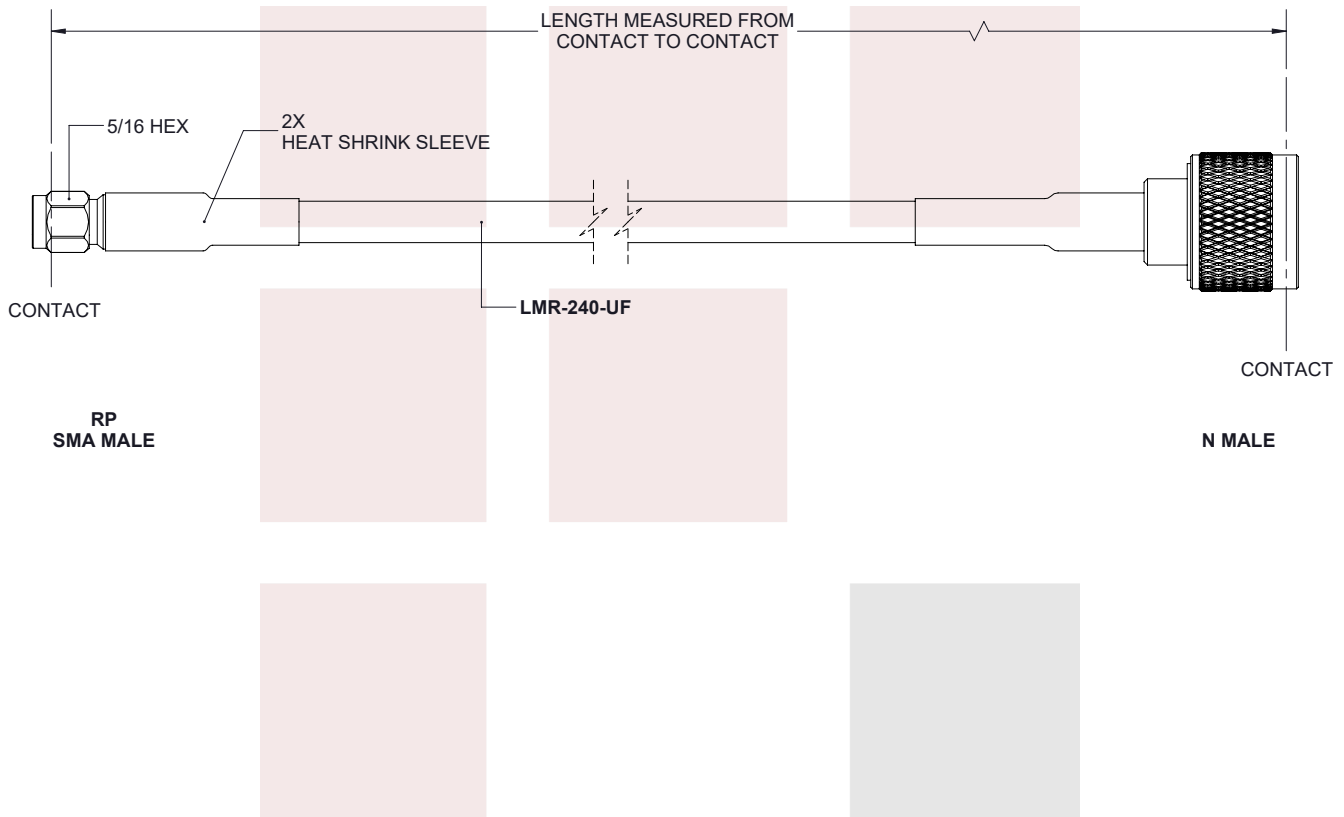 LENGTH MEASURED FROM
CONTACT TO CONTACT
5/16 HEX
2X
HEAT SHRINK SLEEVE
CONTACT
LMR-240-UF
CONTACT
RP
SMA MALE
N MALE